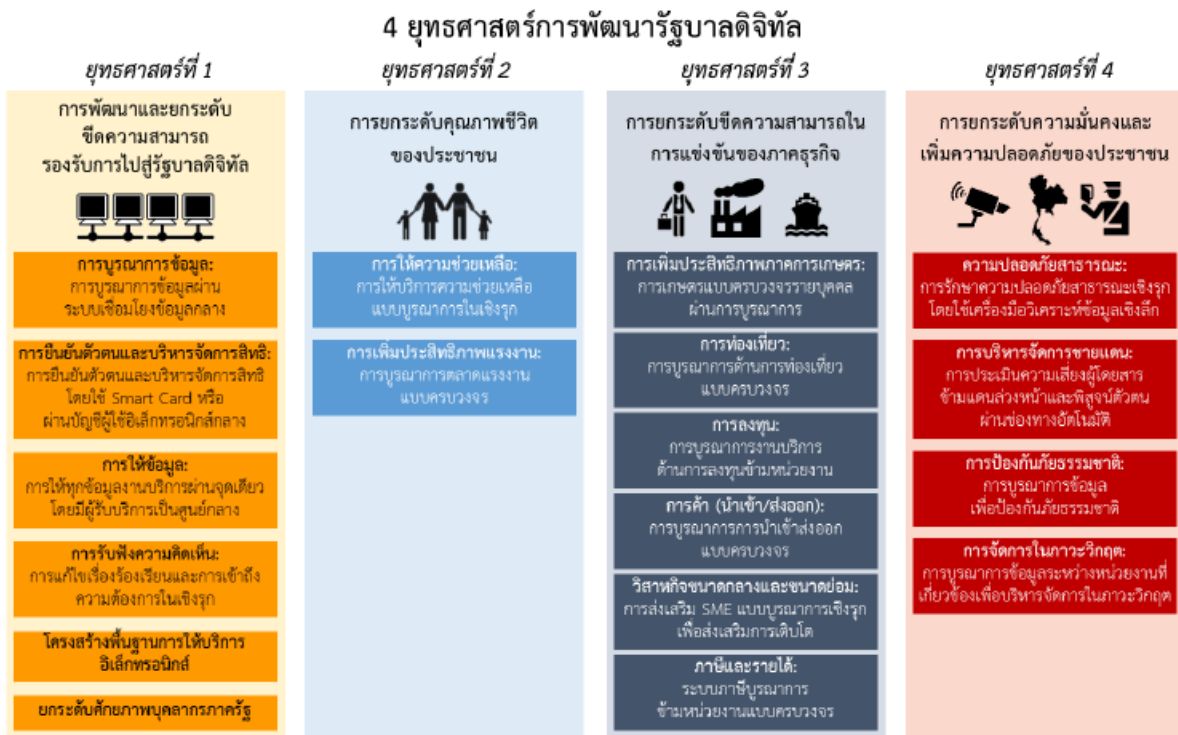 4 ยุทธศาสตร์การพัฒนารัฐบาลดิจิทัล
ยุทธศาสตร์ที่ 1
การพัฒนาและยกระดับ
ขีดความสามารถ
รองรับการไปสู่รัฐบาลดิจิทัล
การบูรณาการข้อมูล:
การบูรณาการข้อมูลผ่าน
ระบบเชื่อมโยงข้อมูลกลาง
การยืนยันตัวตนและบริหารจัดการสิทธิ:
การยืนยันตัวตนและบริหารจัดการสิทธิ
โดยใช้ Smart Card หรือ
ผ่านบัญชีผู้ใช้อิเล็กทรอนิกส์กลาง
การให้ข้อมูล:
การให้ทุกข้อมูลงานบริการผ่านจุดเดียว
โดยมีผู้รับบริการเป็นศูนย์กลาง
การรับฟังความคิดเห็น:
การแก้ไขเรื่องร้องเรียนและการเข้าถึง
ความต้องการในเชิงรุก
โครงสร้างพื้นฐานการให้บริการ
อิเล็กทรอนิกส์
ยกระดับศักยภาพบุคลากรภาครัฐ
ยุทธศาสตร์ที่ 2
การยกระดับคุณภาพชีวิต
ของประชาชน
การให้ความช่วยเหลือ:
การให้บริการความช่วยเหลือ
แบบบูรณาการในเชิงรุก
การเพิ่มประสิทธิภาพแรงงาน:
การบูรณาการตลาดแรงงาน
แบบครบวงจร
ยุทธศาสตร์ที่ 3
การยกระดับขีดความสามารถใน
การแข่งขันของภาคธุรกิจ
การเพิ่มประสิทธิภาพภาคการเกษตร:
การเกษตรแบบครบวงจรรายบุคคล
ผ่านการบูรณาการ
การท่องเที่ยว:
การบูรณาการด้านการท่องเที่ยว
แบบครบวงจร
การลงทุน:
การบูรณาการงานบริการ
ด้านการลงทุนข้ามหน่วยงาน
การค้า (นำเข้า/ส่งออก):
การบูรณาการการนำเข้าส่งออก
แบบครบวงจร
วิสาหกิจขนาดกลางและขนาดย่อม:
การส่งเสริม SME แบบบูรณาการเชิงรุก
เพื่อส่งเสริมการเติบโต
ภาษีและรายได้:
ระบบภาษีบูรณาการ
ข้ามหน่วยงานแบบครบวงจร
ยุทธศาสตร์ที่ 4
การยกระดับความมั่นคงและ
เพิ่มความปลอดภัยของประชาชน
ความปลอดภัยสาธารณะ:
การรักษาความปลอดภัยสาธารณะเชิงรุก
โดยใช้เครื่องมือวิเคราะห์ข้อมูลเชิงลึก
การบริหารจัดการชายแดน:
การประเมินความเสี่ยงผู้โดยสาร
ข้ามแดนล่วงหน้าและพิสูจน์ตัวตน
ผ่านช่องทางอัตโนมัติ
การป้องกันภัยธรรมชาติ:
การบูรณาการข้อมูล
เพื่อป้องกันภัยธรรมชาติ
การจัดการในภาวะวิกฤต:
การบูรณาการข้อมูลระหว่างหน่วยงานที่
เกี่ยวข้องเพื่อบริหารจัดการในภาวะวิกฤต